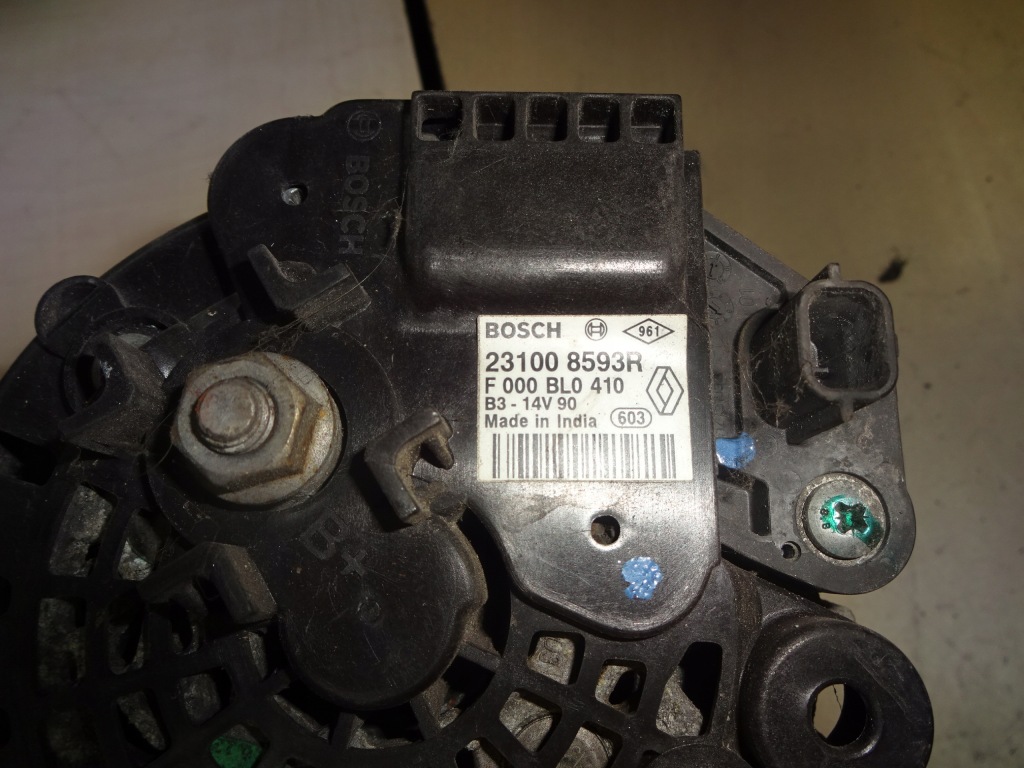 BOSCH
BOSCH 961
23100 8593R
F 000 BL0 410
B3 - 14V 90
Made in India 603
B+